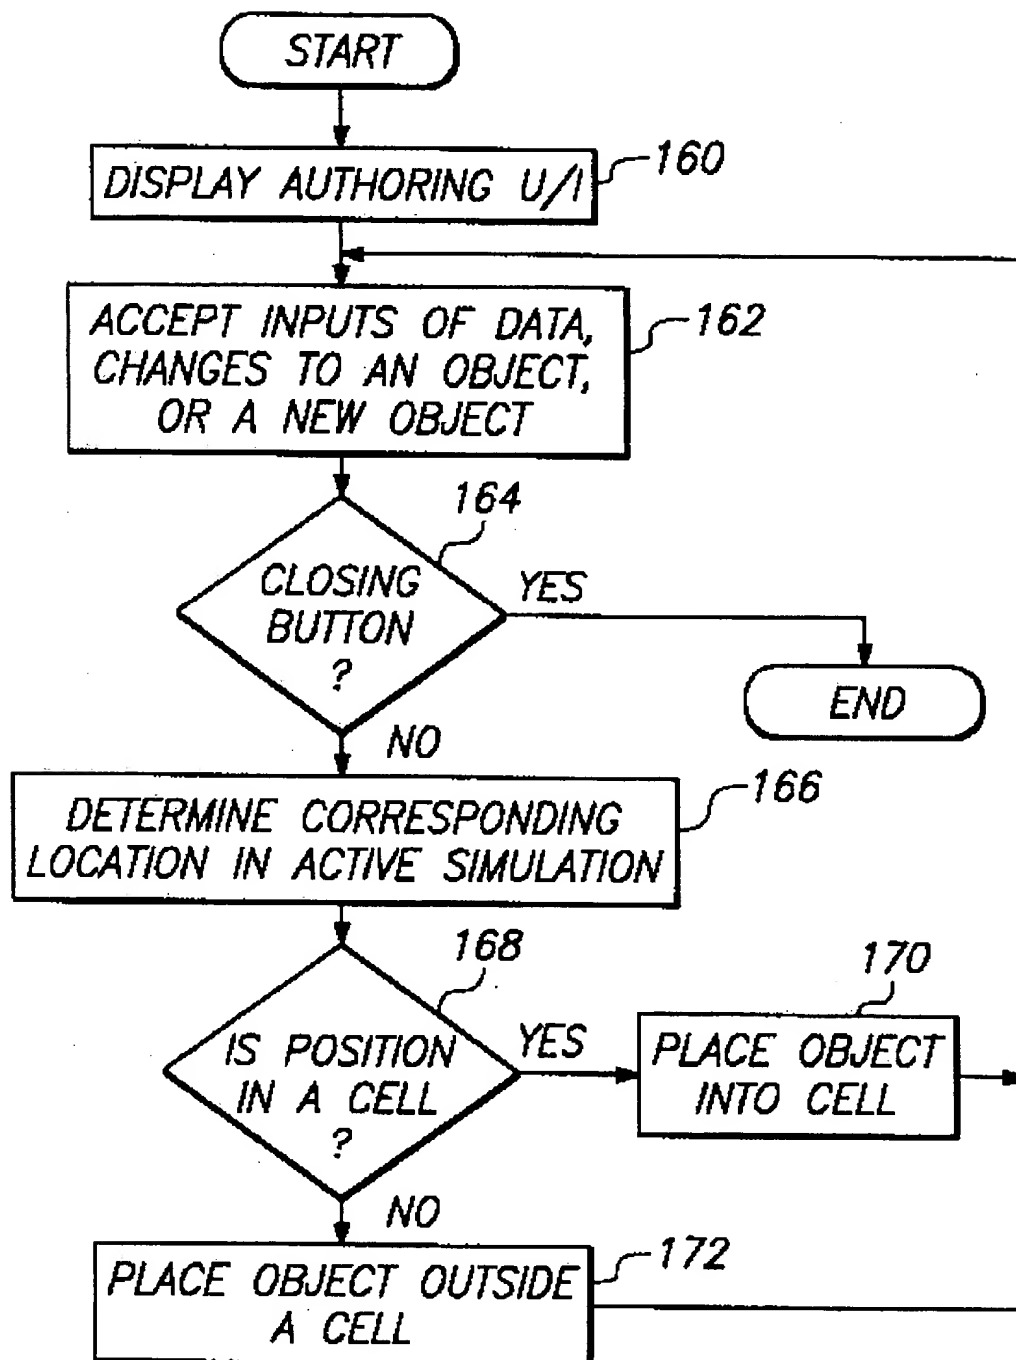 START
DISPLAY AUTHORING U/I
160
ACCEPT INPUTS OF DATA,
CHANGES TO AN OBJECT,
OR A NEW OBJECT
162
164
CLOSING
BUTTON
?
YES
END
NO
DETERMINE CORRESPONDING
LOCATION IN ACTIVE SIMULATION
166
168
IS POSITION
IN A CELL
?
YES
170
PLACE OBJECT
INTO CELL
NO
PLACE OBJECT OUTSIDE
A CELL
172